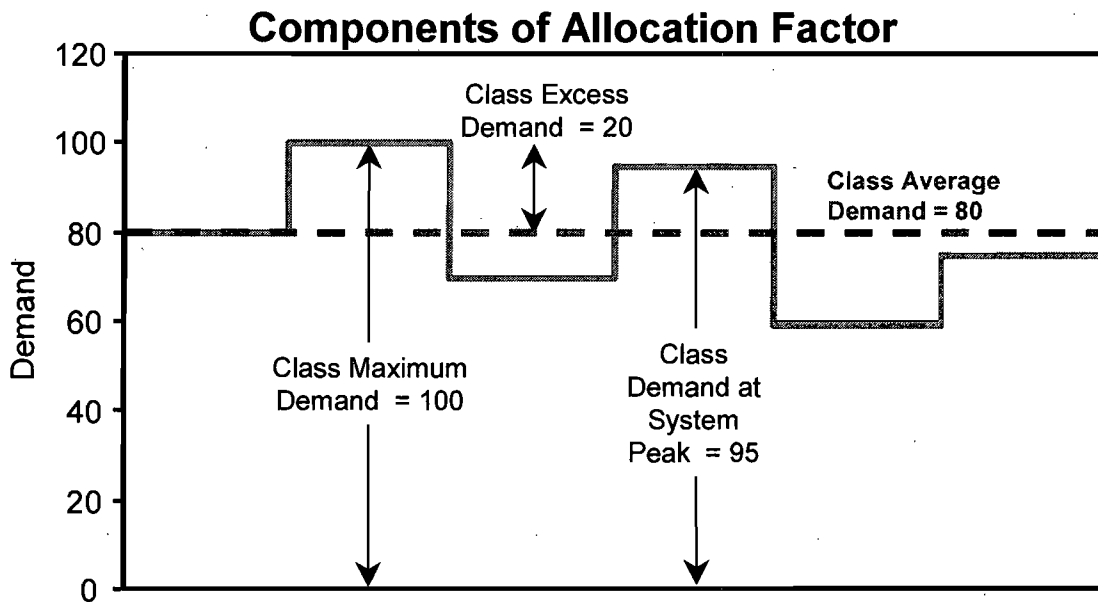 Components of Allocation Factor
120
100
80
60
40
20
0
Demand
Class Excess
Demand = 20
Class Average
Demand = 80
Class Maximum
Demand = 100
Class
Demand at
System
Peak = 95